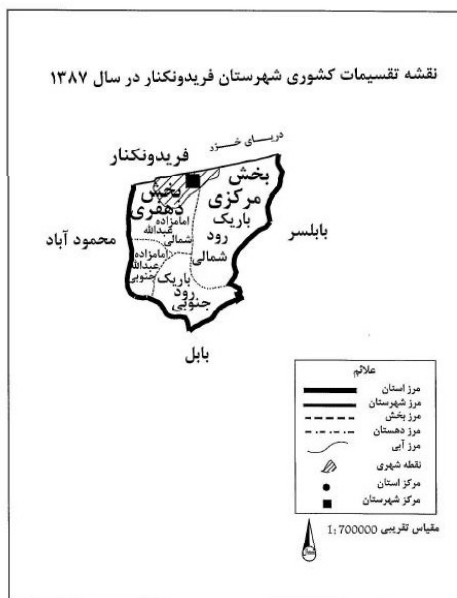 نقشه تقسیمات کشوری شهرستان فریدونکنار در سال ۱۳۸۷
دریای خزر
فریدونکنار
بخش
مرکزی
باریک
رود
شمالی
بخش
دهفری
امامزاده
عبدالله
شمالی
امامزاده
عبدالله
جنوبی
باریک
رود
جنوبی
محمود آباد
بابلسر
بابل
علائم
مرز استان
مرز شهرستان
مرز بخش
مرز دهستان
مرز آبی
نقطه شهری
مرکز استان
مرکز شهرستان
مقیاس تقریبی 1:700000
شمال